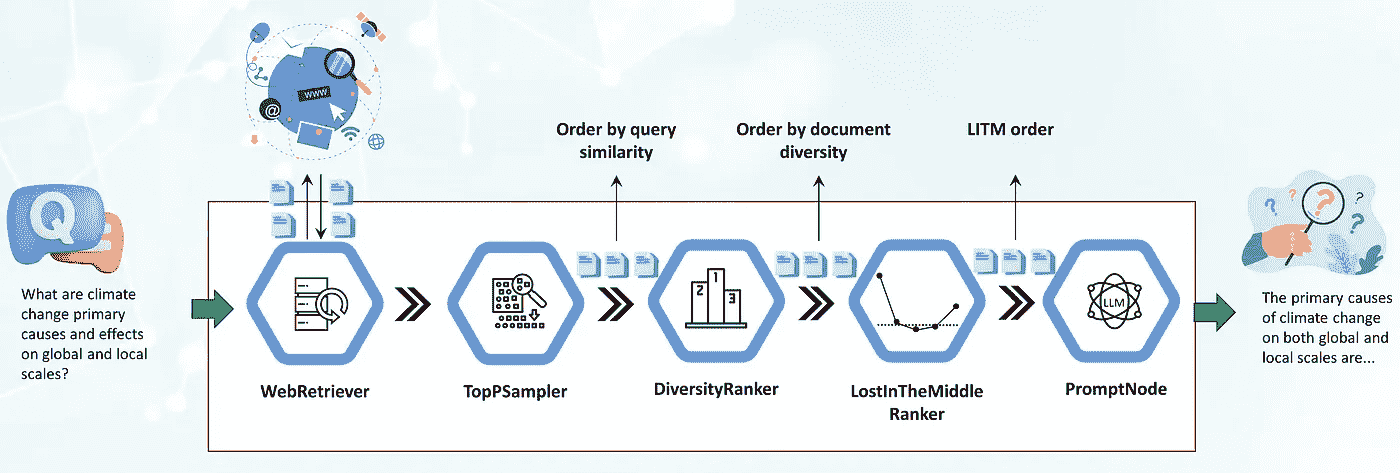 WWW
@
Order by query
similarity
Order by document
diversity
LITM order
Q
What are climate
change primary
causes and effects
on global and local
scales?
2 1 3
LLM
The primary causes
of climate change
on both global and
local scales are...
WebRetriever
TopPSampler
DiversityRanker
LostInTheMiddle
Ranker
PromptNode
? ? ? ? ?